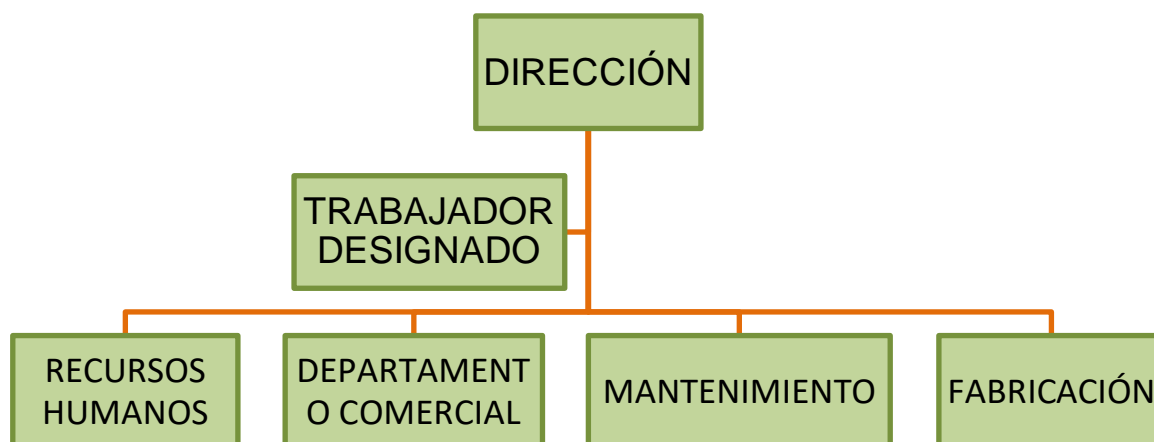 DIRECCIÓN
TRABAJADOR
DESIGNADO
RECURSOS
HUMANOS
DEPARTAMENT
O COMERCIAL
MANTENIMIENTO
FABRICACIÓN